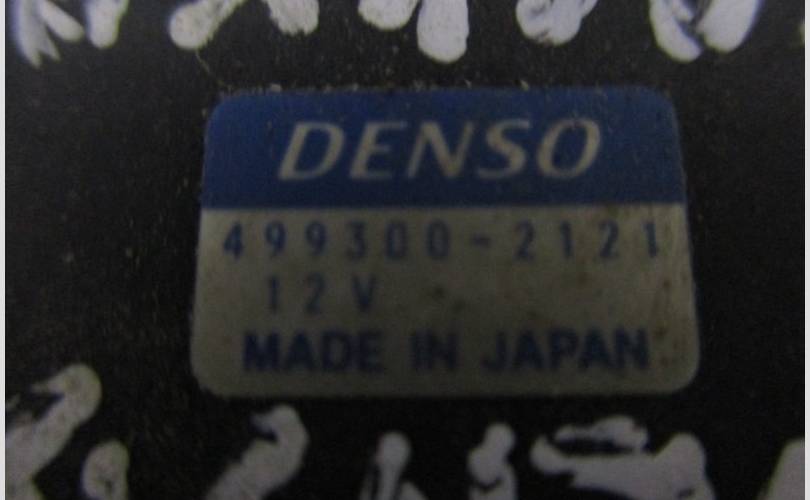 DENSO
499300-2121
12V
MADE IN JAPAN